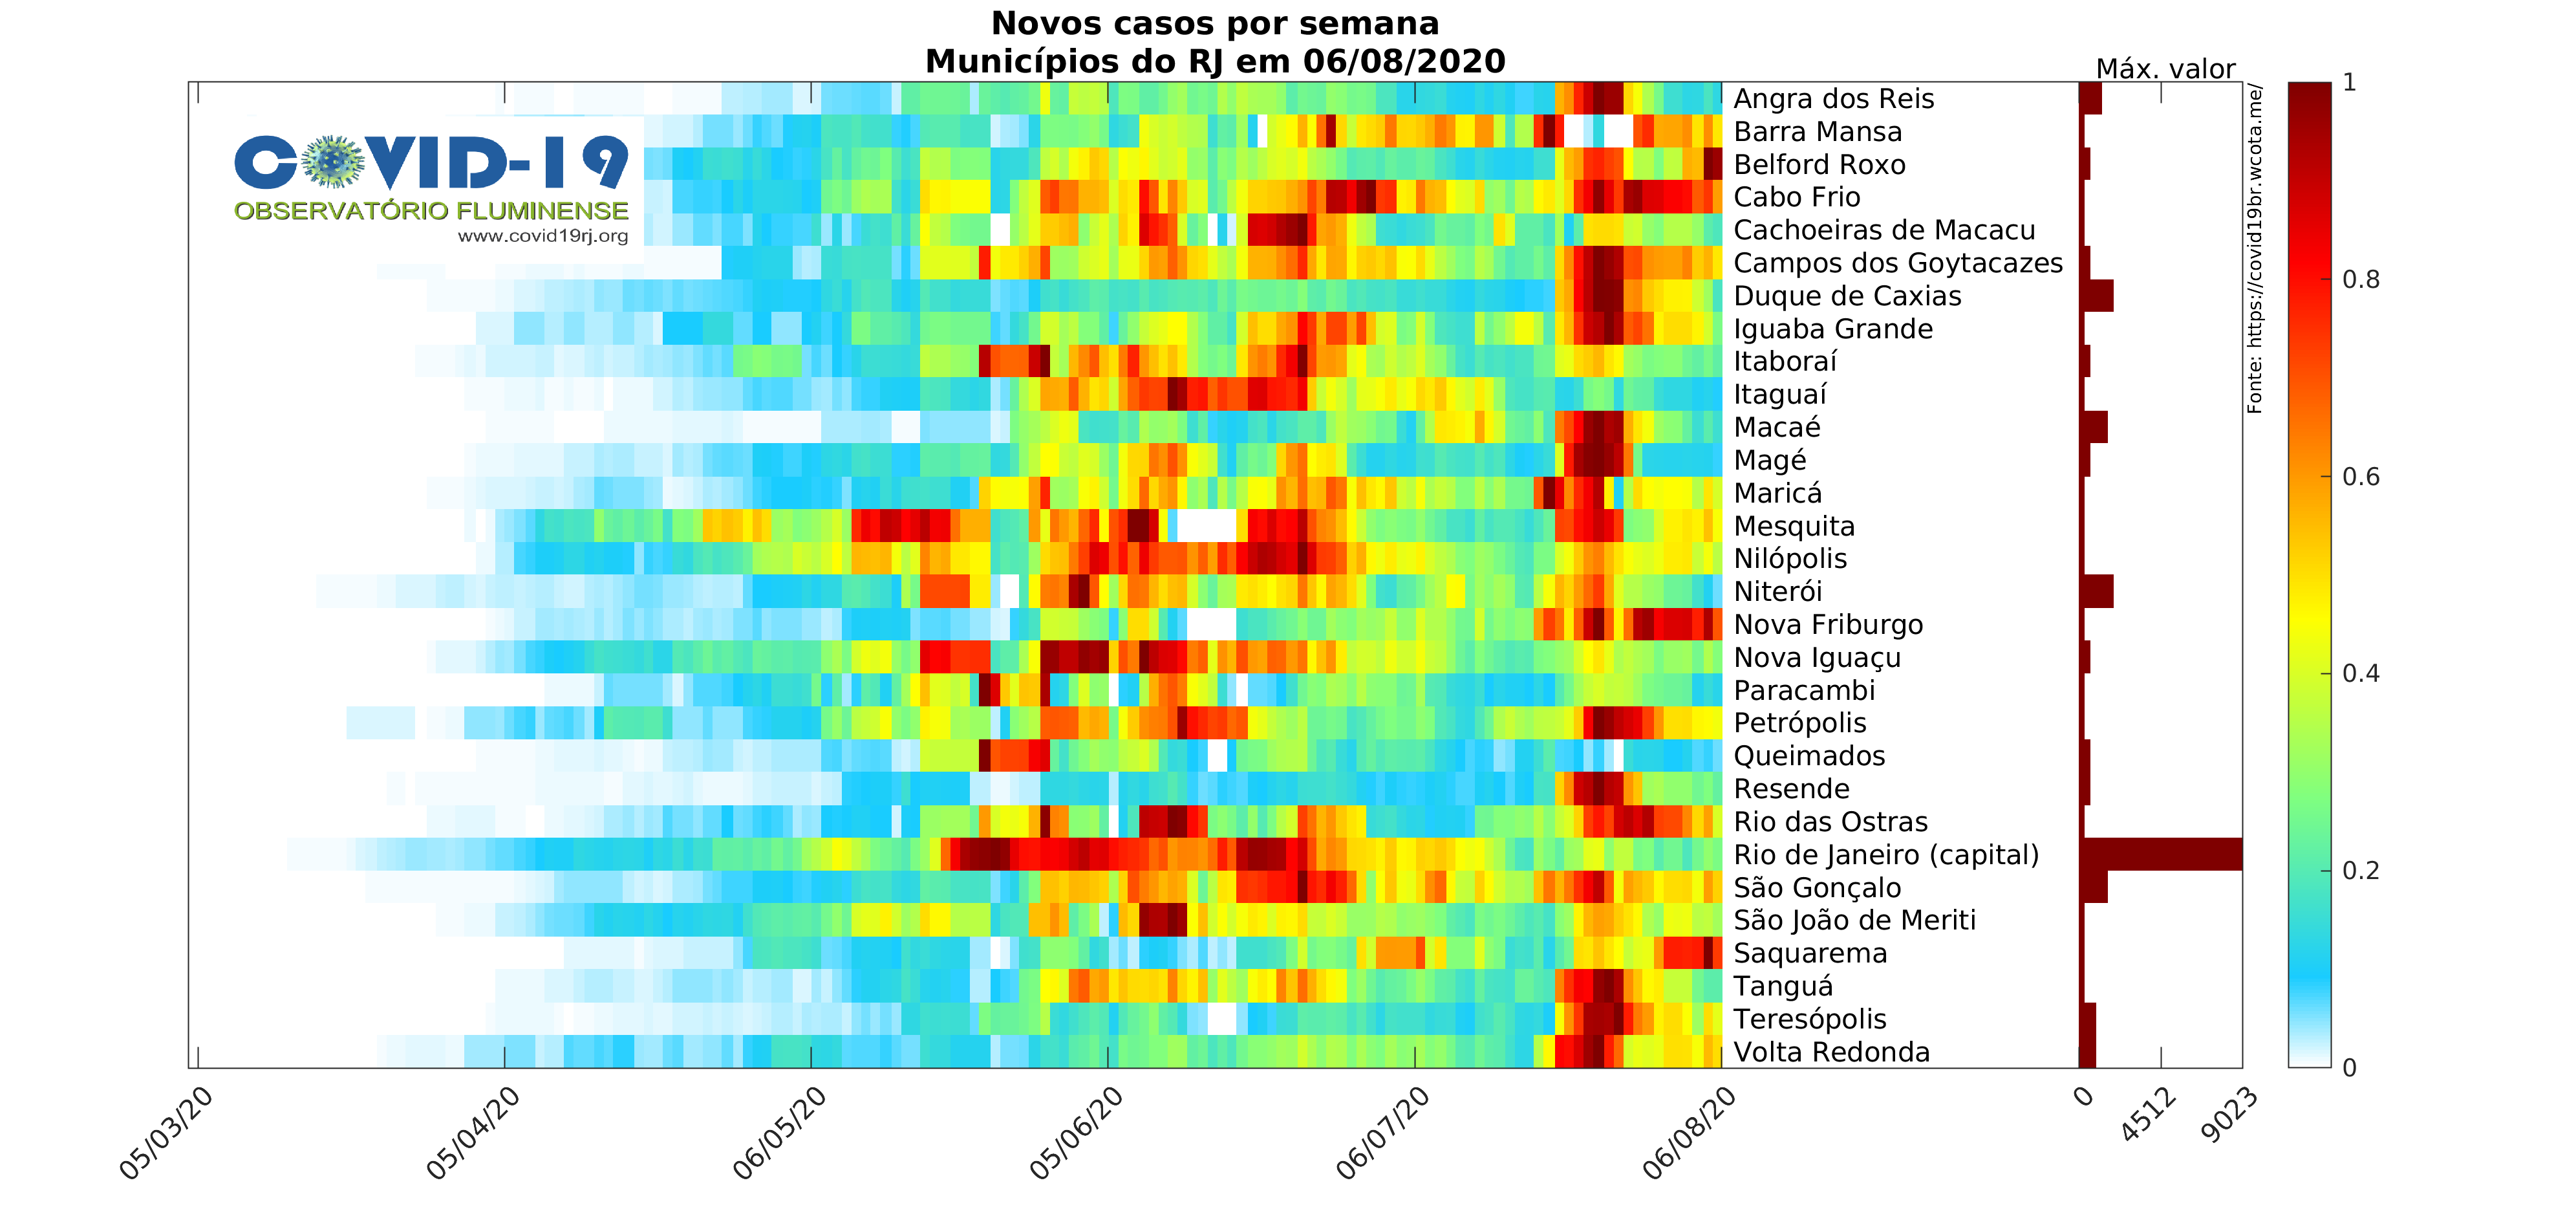 Novos casos por semana
Municípios do RJ em 06/08/2020
Máx. valor
COVID-19
OBSERVATÓRIO FLUMINENSE
www.covid19rj.org
Angra dos Reis
Barra Mansa
Belford Roxo
Cabo Frio
Cachoeiras de Macacu
Campos dos Goytacazes
Duque de Caxias
Iguaba Grande
Itaboraí
Itaguaí
Macaé
Magé
Maricá
Mesquita
Nilópolis
Niterói
Nova Friburgo
Nova Iguaçu
Paracambi
Petrópolis
Queimados
Resende
Rio das Ostras
Rio de Janeiro (capital)
São Gonçalo
São João de Meriti
Saquarema
Tanguá
Teresópolis
Volta Redonda
Fonte: https://covid19br.wcota.me/
1
0.8
0.6
0.4
0.2
0
05/03/20
05/04/20
06/05/20
05/06/20
06/07/20
06/08/20
0
4512
9023